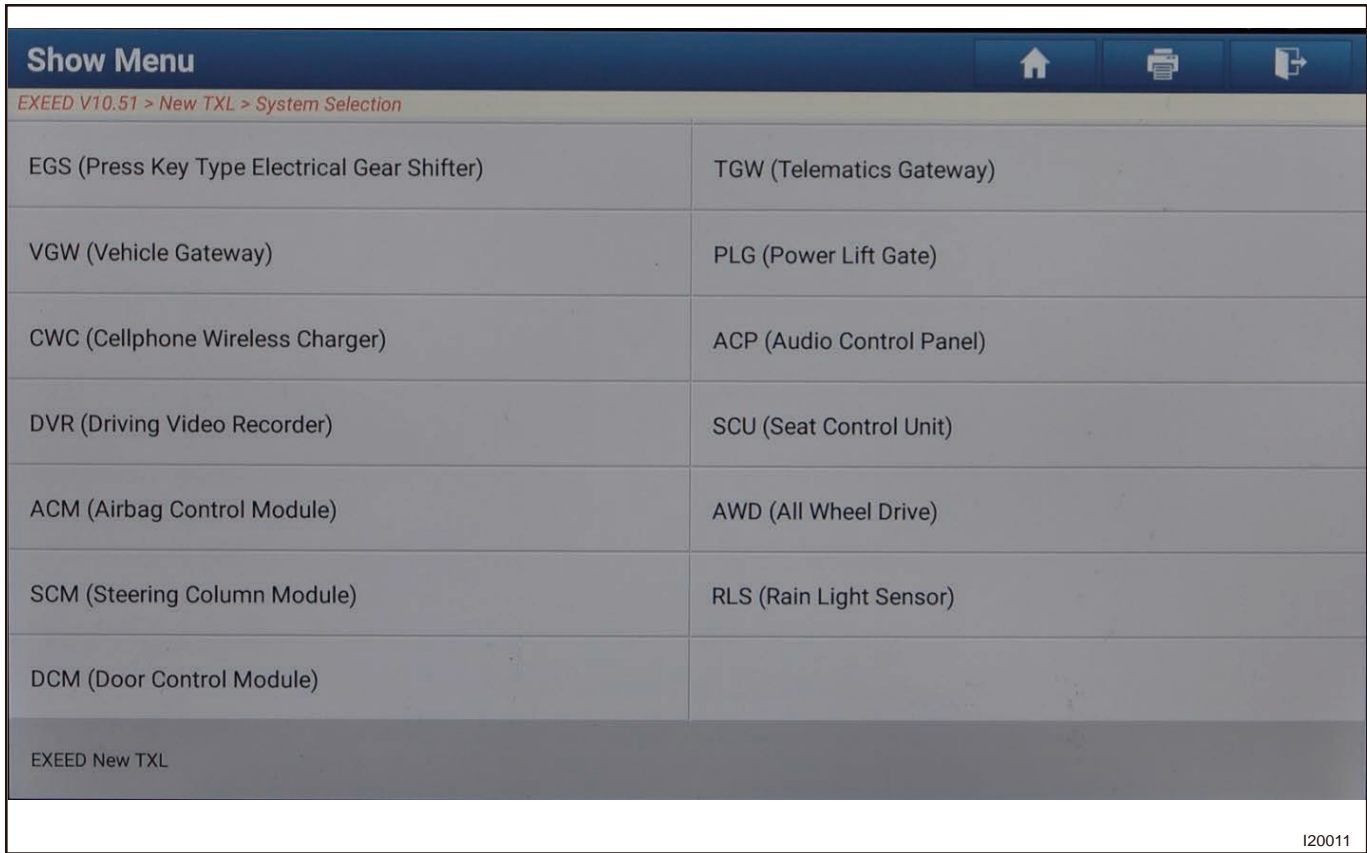 Show Menu
EXEED V10.51 > New TXL > System Selection
EGS (Press Key Type Electrical Gear Shifter)
TGW (Telematics Gateway)
VGW (Vehicle Gateway)
PLG (Power Lift Gate)
CWC (Cellphone Wireless Charger)
ACP (Audio Control Panel)
DVR (Driving Video Recorder)
SCU (Seat Control Unit)
ACM (Airbag Control Module)
AWD (All Wheel Drive)
SCM (Steering Column Module)
RLS (Rain Light Sensor)
DCM (Door Control Module)
EXEED New TXL
I20011